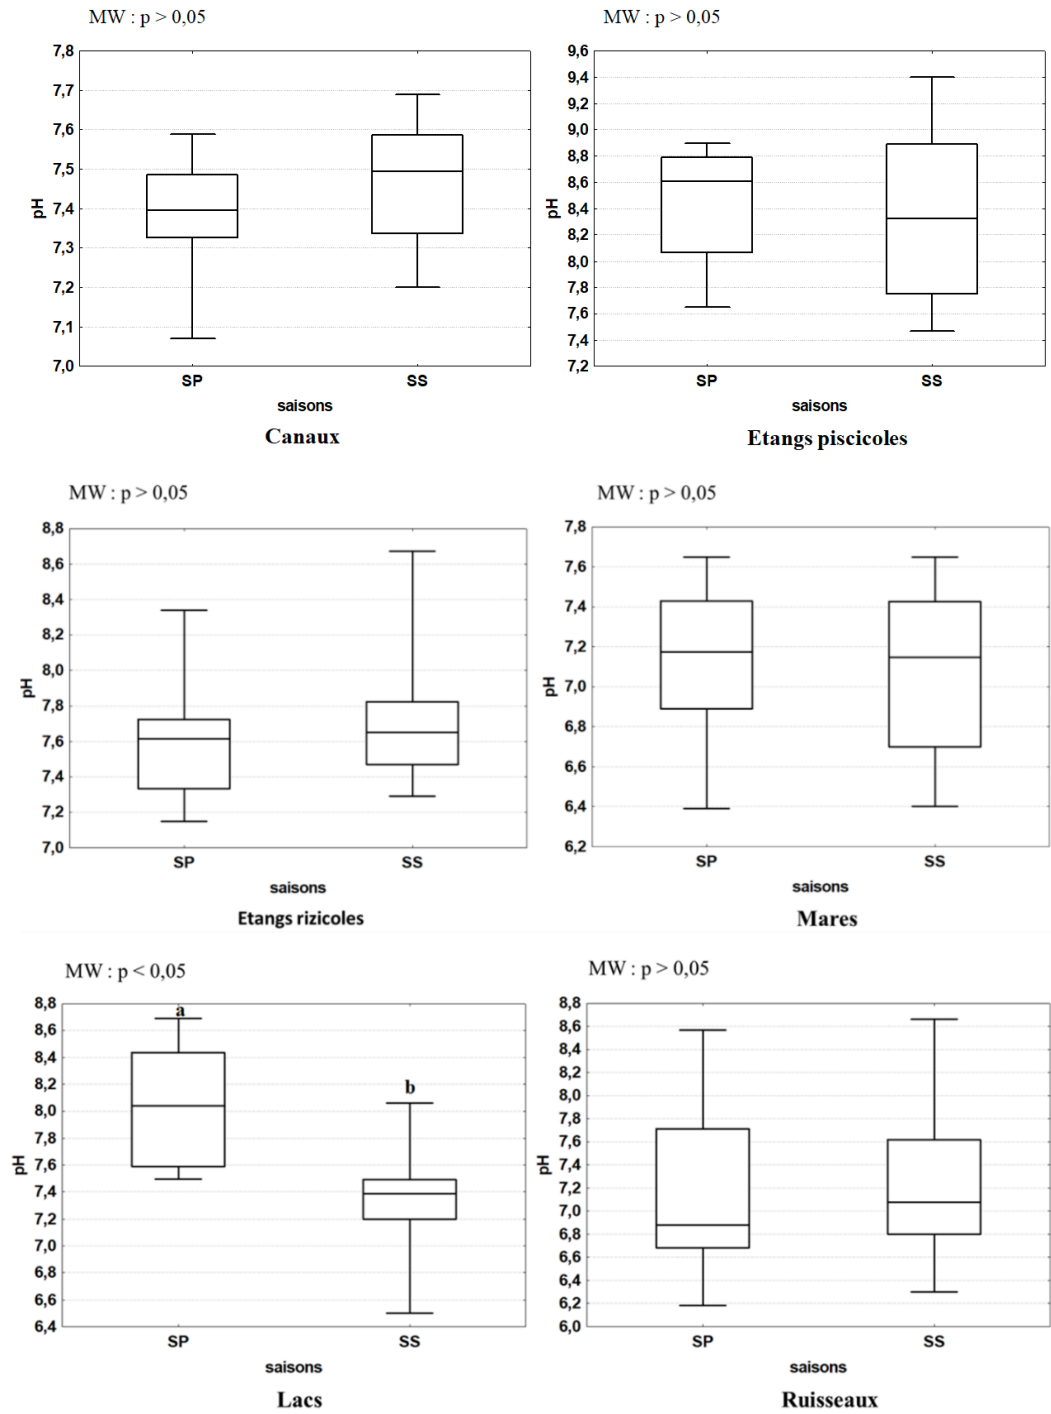 MW : p > 0,05
7,8
7,7
7,6
7,5
7,4
7,3
7,2
7,1
7,0
pH
SP
SS
saisons
Canaux
MW : p > 0,05
9,6
9,4
9,2
9,0
8,8
8,6
8,4
8,2
8,0
7,8
7,6
7,4
7,2
pH
SP
SS
saisons
Etangs piscicoles
MW : p > 0,05
8,8
8,6
8,4
8,2
8,0
7,8
7,6
7,4
7,2
7,0
pH
SP
SS
saisons
Etangs rizicoles
MW : p > 0,05
7,8
7,6
7,4
7,2
7,0
6,8
6,6
6,4
6,2
pH
SP
SS
saisons
Mares
MW : p < 0,05
8,8
8,6
8,4
8,2
8,0
7,8
7,6
7,4
7,2
7,0
6,8
6,6
6,4
pH
a
b
SP
SS
saisons
Lacs
MW : p > 0,05
8,8
8,6
8,4
8,2
8,0
7,8
7,6
7,4
7,2
7,0
6,8
6,6
6,4
6,2
6,0
pH
SP
SS
saisons
Ruisseaux